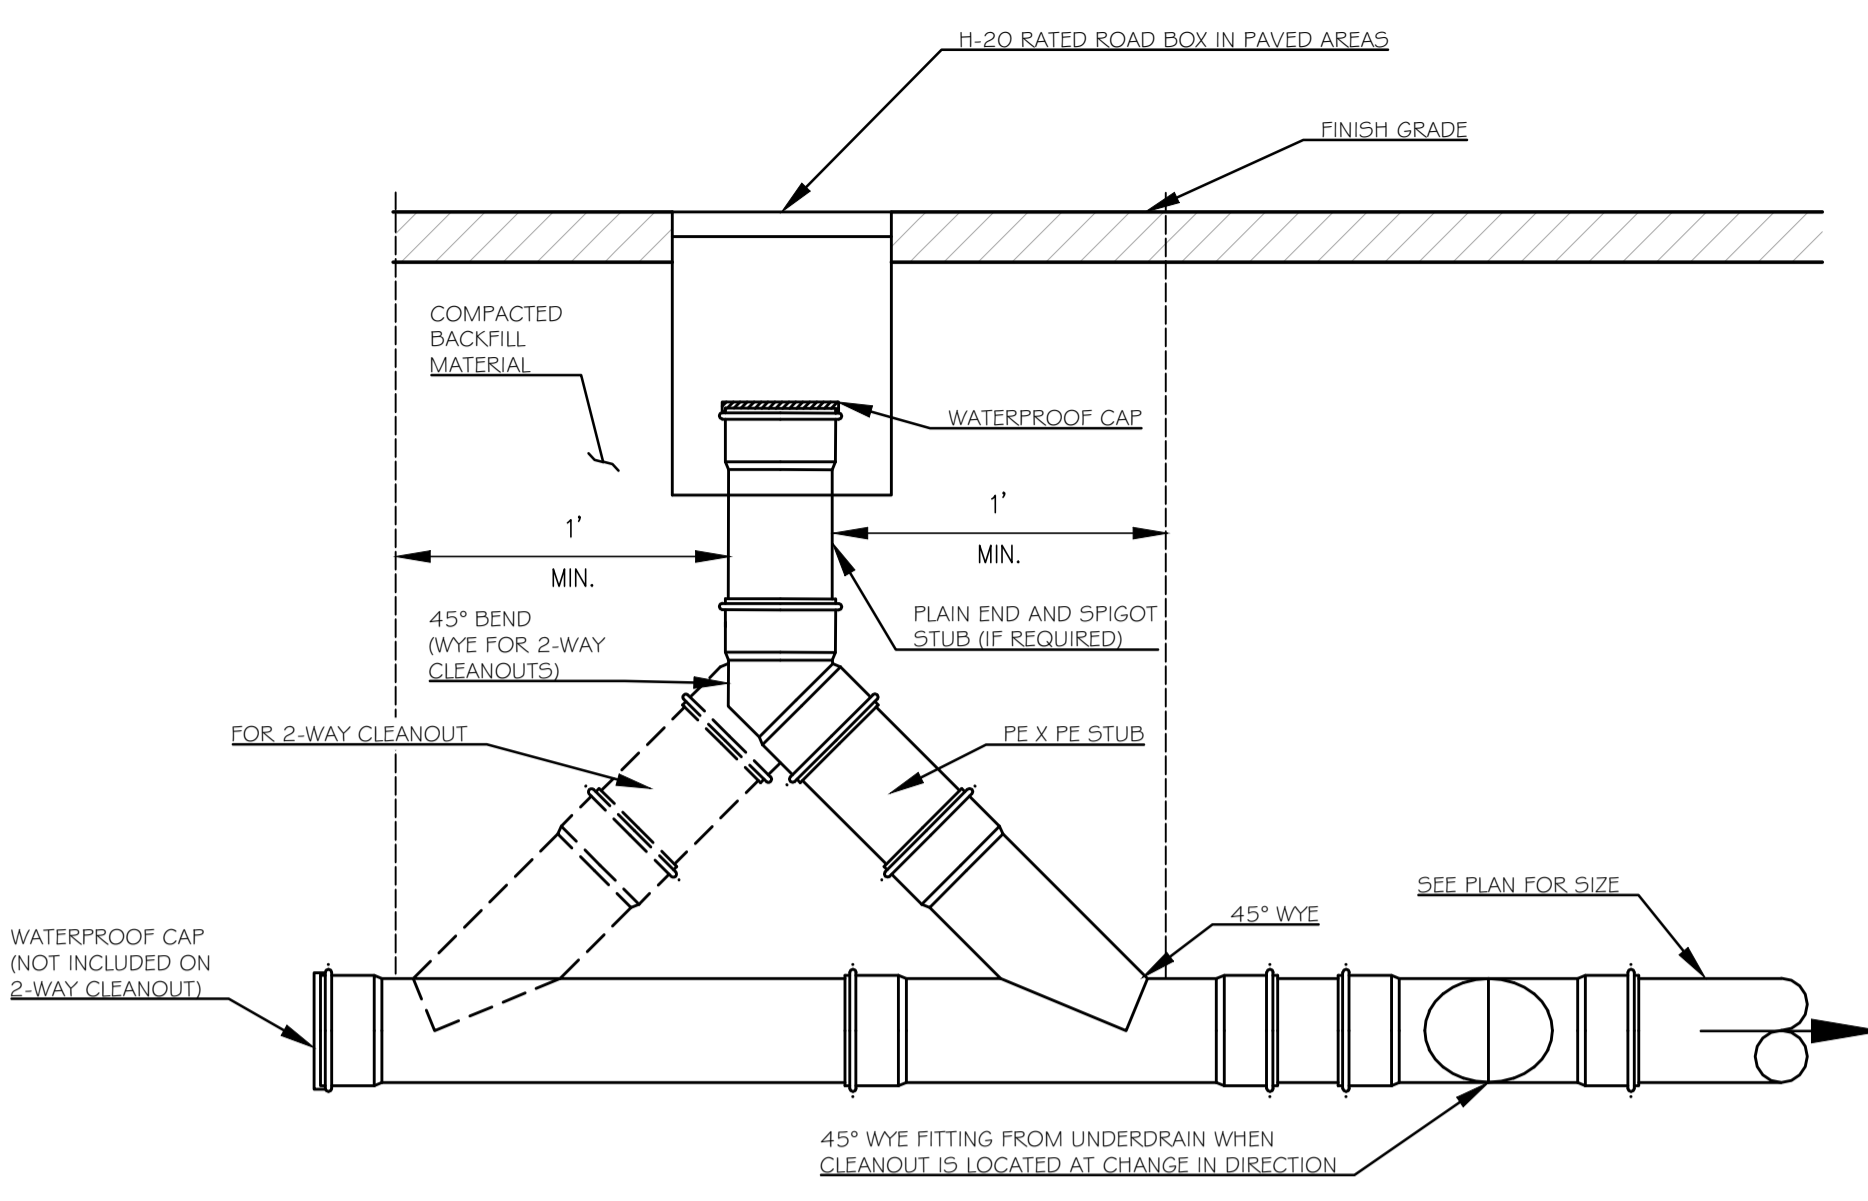 H-20 RATED ROAD BOX IN PAVED AREAS
FINISH GRADE
COMPACTED
BACKFILL
MATERIAL
WATERPROOF CAP
1'
MIN.
1'
MIN.
45° BEND
(WYE FOR 2-WAY
CLEANOUTS)
PLAIN END AND SPIGOT
STUB (IF REQUIRED)
FOR 2-WAY CLEANOUT
PE X PE STUB
SEE PLAN FOR SIZE
45° WYE
WATERPROOF CAP
(NOT INCLUDED ON
2-WAY CLEANOUT)
45° WYE FITTING FROM UNDERDRAIN WHEN
CLEANOUT IS LOCATED AT CHANGE IN DIRECTION